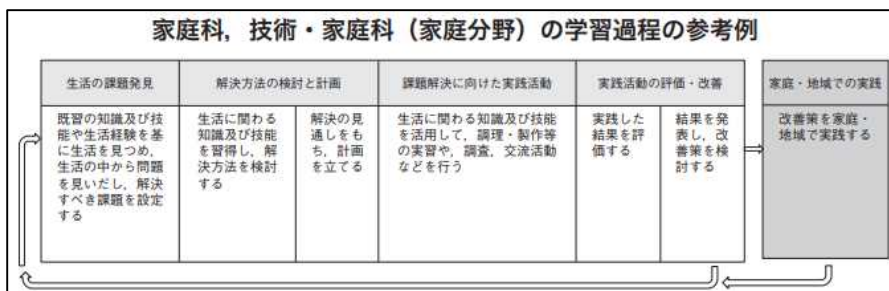 家庭科，技術・家庭科（家庭分野）の学習過程の参考例
生活の課題発見
解決方法の検討と計画
課題解決に向けた実践活動
実践活動の評価・改善
家庭・地域での実践
既習の知識及び技
能や生活経験を基
に生活を見つめ，
生活の中から問題
を見いだし，解決
すべき課題を設定
する
生活に関わる
知識及び技能
を習得し，解
決方法を検討
する
解決の見
通しをも
ち，計画
を立てる
生活に関わる知識及び技能
を活用して，調理・製作等
の実習や，調査，交流活動
などを行う
実践した
結果を評
価する
結果を発
表し，改
善策を検
討する
改善策を家庭・
地域で実践する